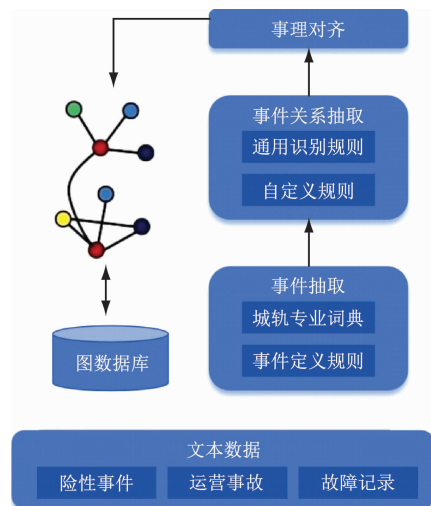 事理对齐
事件关系抽取
通用识别规则
自定义规则
事件抽取
城轨专业词典
事件定义规则
图数据库
文本数据
险性事件 运营事故 故障记录